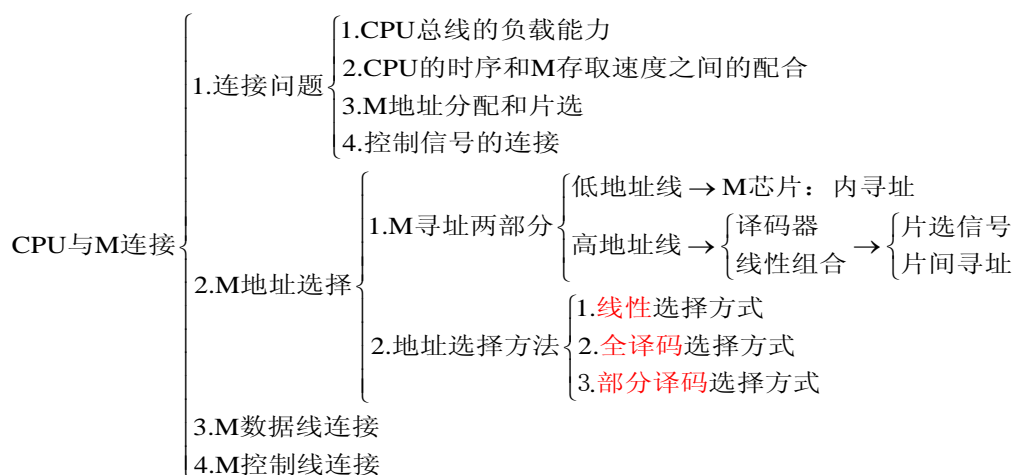 CPU与M连接
1.连接问题
1.CPU总线的负载能力
2.CPU的时序和M存取速度之间的配合
3.M地址分配和片选
4.控制信号的连接
2.M地址选择
1.M寻址两部分
低地址线→M芯片：内寻址
高地址线→
译码器
线性组合
→
片选信号
片间寻址
2.地址选择方法
1.线性选择方式
2.全译码选择方式
3.部分译码选择方式
3.M数据线连接
4.M控制线连接